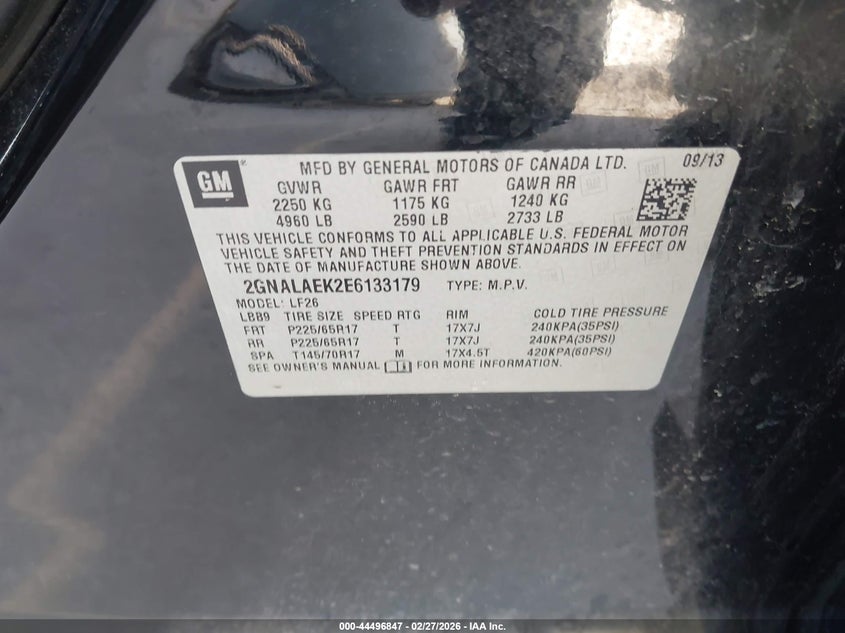 MFD BY GENERAL MOTORS OF CANADA LTD. 09/13
GM
GVWR GAWR FRT GAWR RR
2250 KG 1175 KG 1240 KG
4960 LB 2590 LB 2733 LB
THIS VEHICLE CONFORMS TO ALL APPLICABLE U.S. FEDERAL MOTOR
VEHICLE SAFETY AND THEFT PREVENTION STANDARDS IN EFFECT ON
THE DATE OF MANUFACTURE SHOWN ABOVE.
2GNALAEK2E6133179 TYPE: M.P.V.
MODEL: LF26
LBB9 TIRE SIZE SPEED RTG RIM COLD TIRE PRESSURE
FRT P225/65R17 T 17X7J 240KPA(35PSI)
RR P225/65R17 T 17X7J 240KPA(35PSI)
SPA T145/70R17 M 17X4.5T 420KPA(60PSI)
SEE OWNER'S MANUAL FOR MORE INFORMATION.
000-44496847 - 02/27/2026 - IAA Inc.